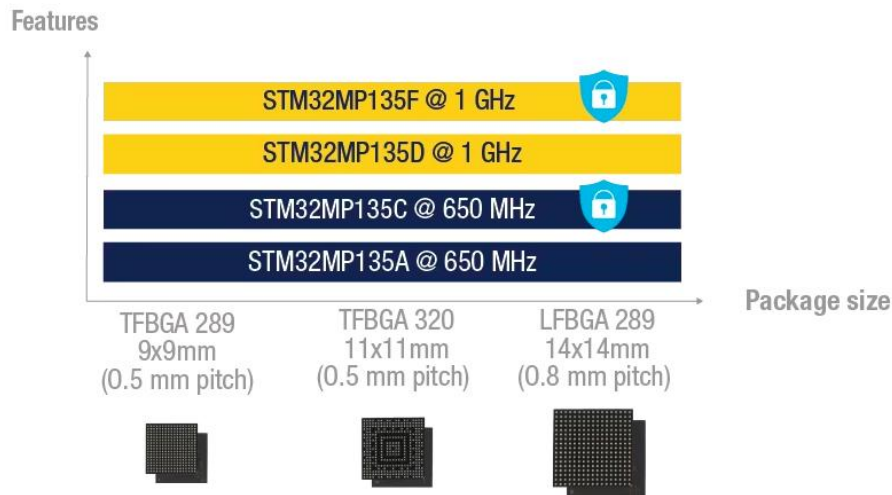 Features
STM32MP135F @ 1 GHz
STM32MP135D @ 1 GHz
STM32MP135C @ 650 MHz
STM32MP135A @ 650 MHz
Package size
TFBGA 289
9x9mm
(0.5 mm pitch)
TFBGA 320
11x11mm
(0.5 mm pitch)
LFBGA 289
14x14mm
(0.8 mm pitch)